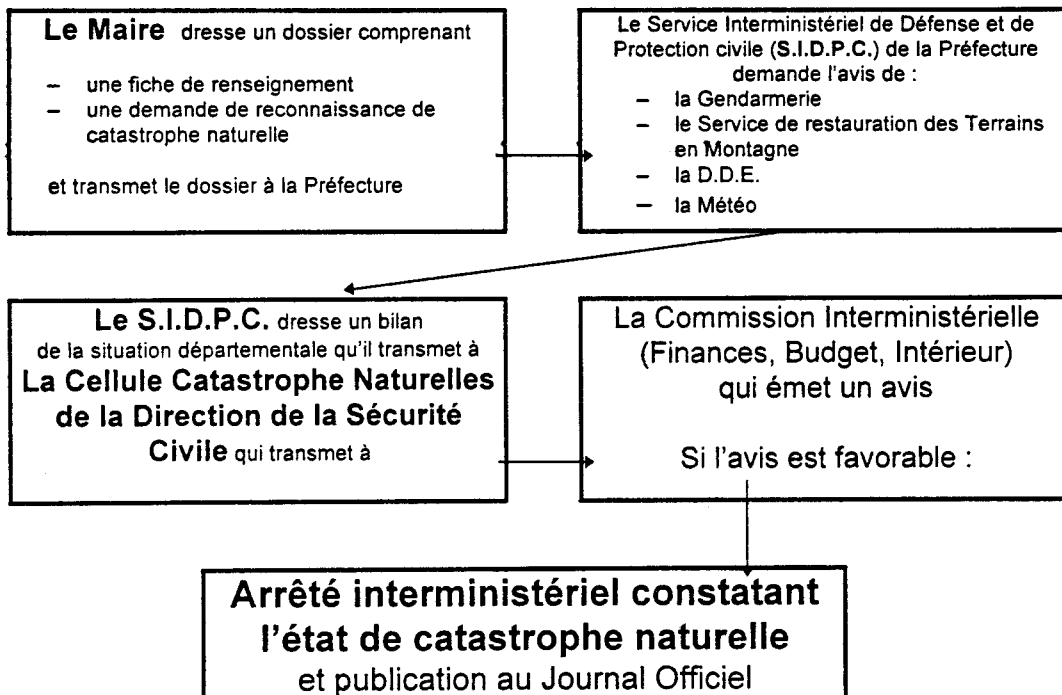 Le Maire dresse un dossier comprenant
– une fiche de renseignement
– une demande de reconnaissance de
catastrophe naturelle
et transmet le dossier à la Préfecture
Le Service Interministériel de Défense et de
Protection civile (S.I.D.P.C.) de la Préfecture
demande l'avis de :
– la Gendarmerie
– le Service de restauration des Terrains
en Montagne
– la D.D.E.
– la Météo
Le S.I.D.P.C. dresse un bilan
de la situation départementale qu'il transmet à
La Cellule Catastrophe Naturelles
de la Direction de la Sécurité
Civile qui transmet à
La Commission Interministérielle
(Finances, Budget, Intérieur)
qui émet un avis
Si l'avis est favorable :
Arrêté interministériel constatant
l'état de catastrophe naturelle
et publication au Journal Officiel